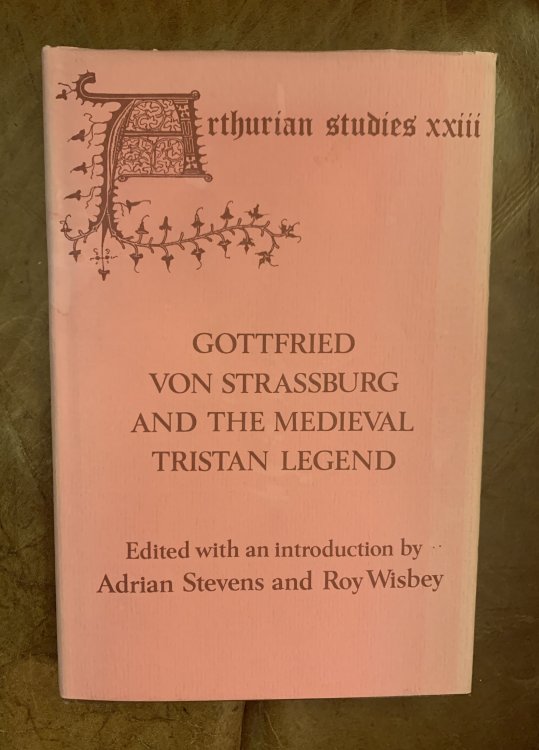 Arthurian studies xxiii
GOTTFRIED
VON STRASSBURG
AND THE MEDIEVAL
TRISTAN LEGEND
Edited with an introduction by
Adrian Stevens and Roy Wisbey